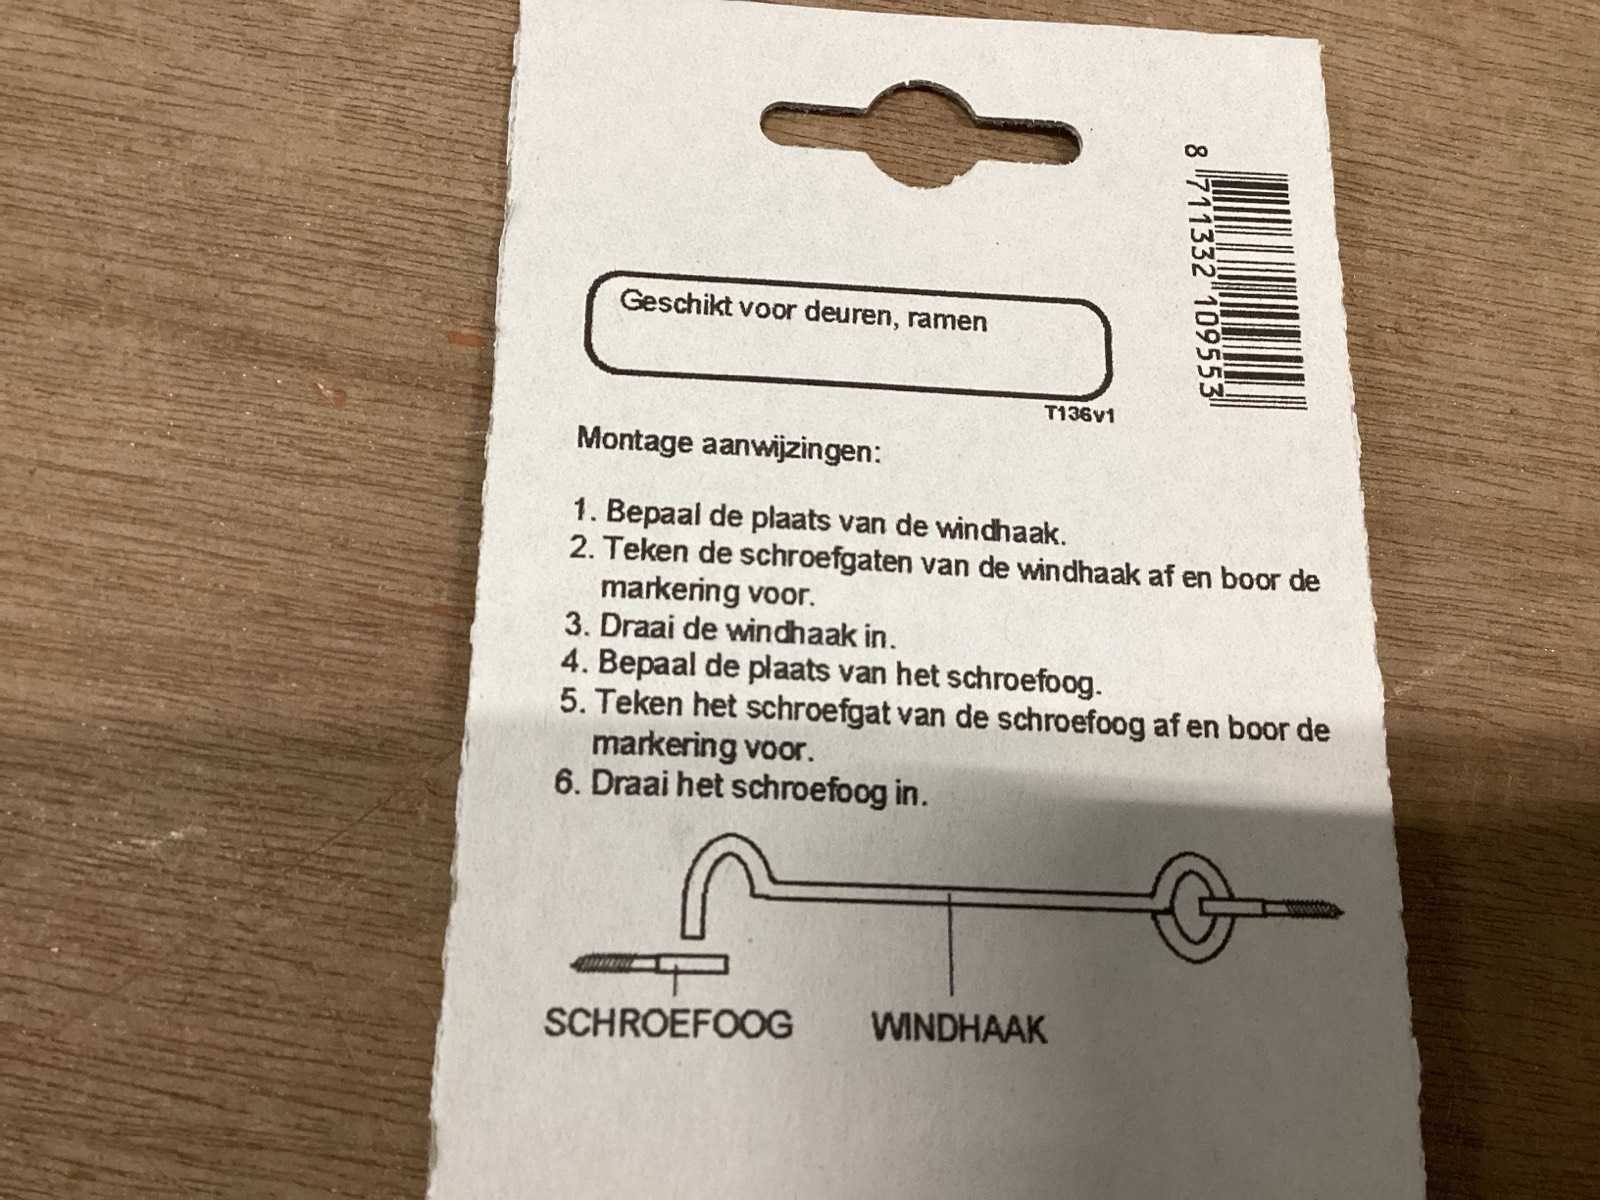 8 711332 109553
Geschikt voor deuren, ramen
T136v1
Montage aanwijzingen:
1. Bepaal de plaats van de windhaak.
2. Teken de schroefgaten van de windhaak af en boor de
markering voor.
3. Draai de windhaak in.
4. Bepaal de plaats van het schroefoog.
5. Teken het schroefgat van de schroefoog af en boor de
markering voor.
6. Draai het schroefoog in.
SCHROEFOOG WINDHAAK